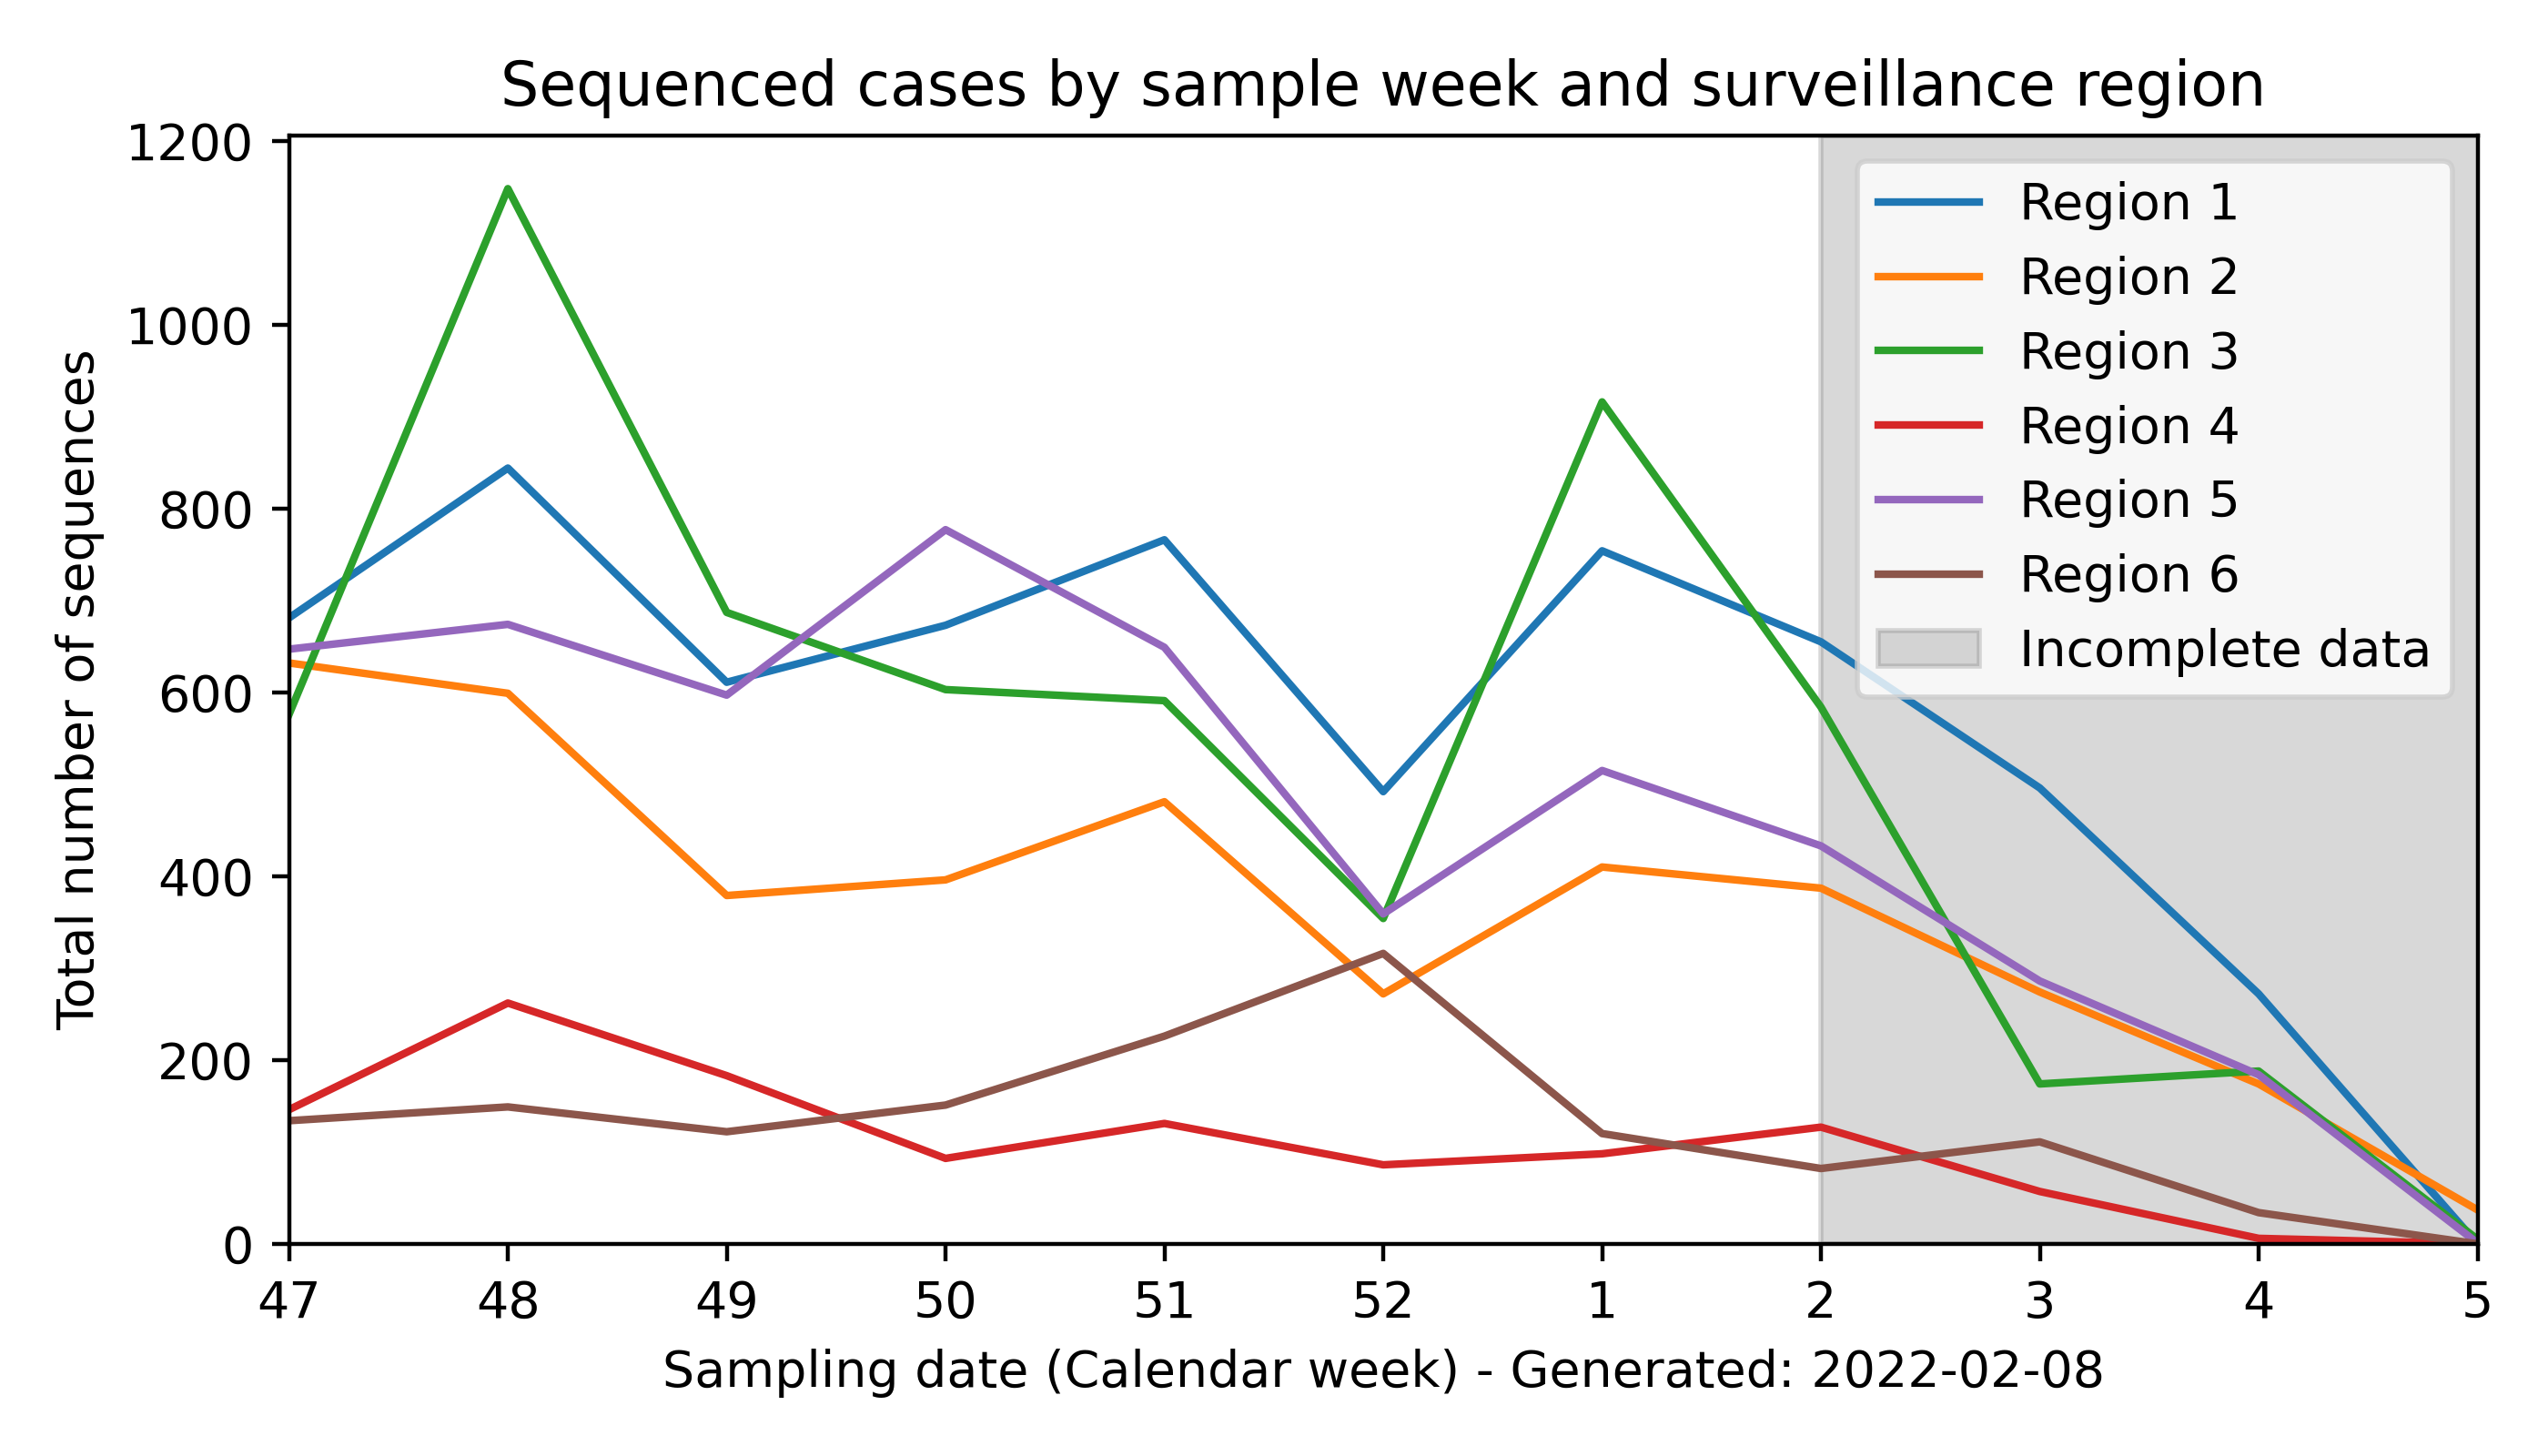 Sequenced cases by sample week and surveillance region
Total number of sequences
1200
1000
800
600
400
200
0
Region 1
Region 2
Region 3
Region 4
Region 5
Region 6
Incomplete data
47 48 49 50 51 52 1 2 3 4 5
Sampling date (Calendar week) - Generated: 2022-02-08